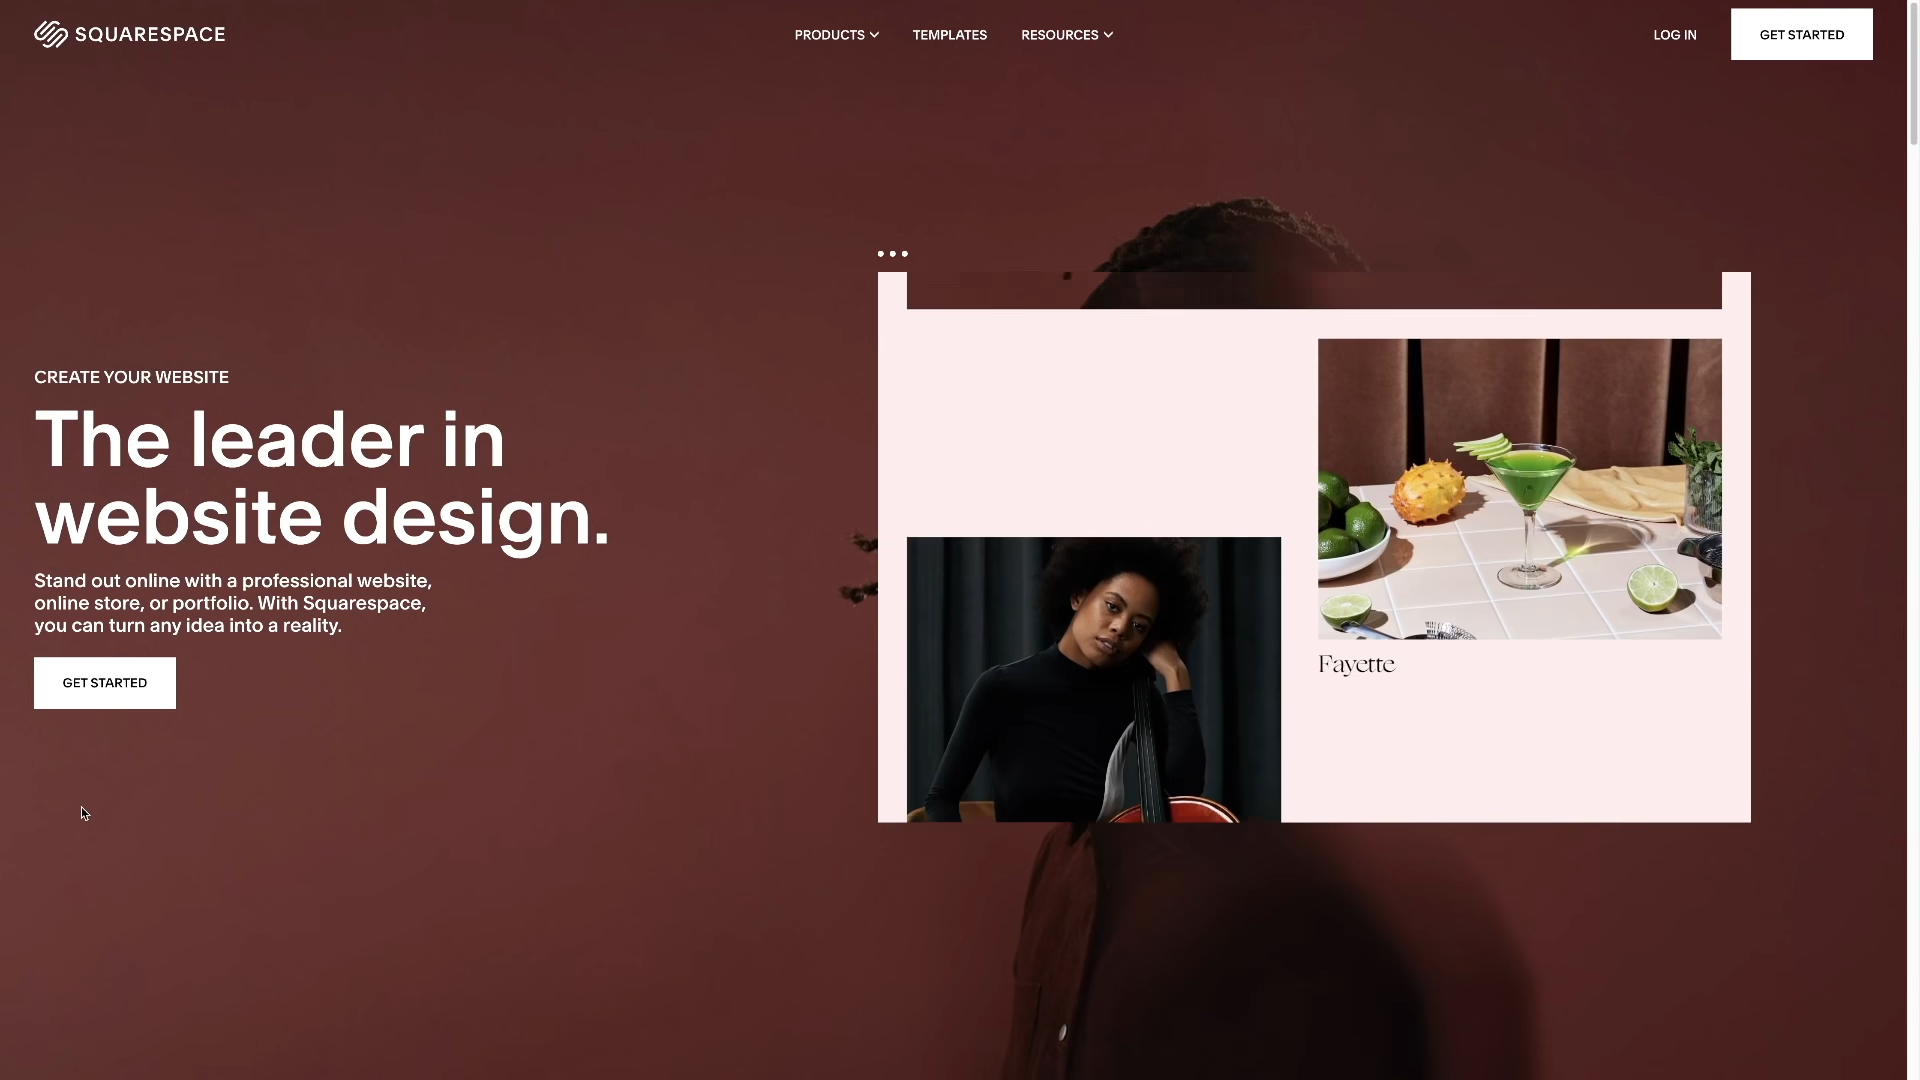 SQUARESPACE
PRODUCTS
TEMPLATES
RESOURCES
LOG IN
GET STARTED
CREATE YOUR WEBSITE
The leader in
website design.
Stand out online with a professional website,
online store, or portfolio. With Squarespace,
you can turn any idea into a reality.
GET STARTED
Fayette